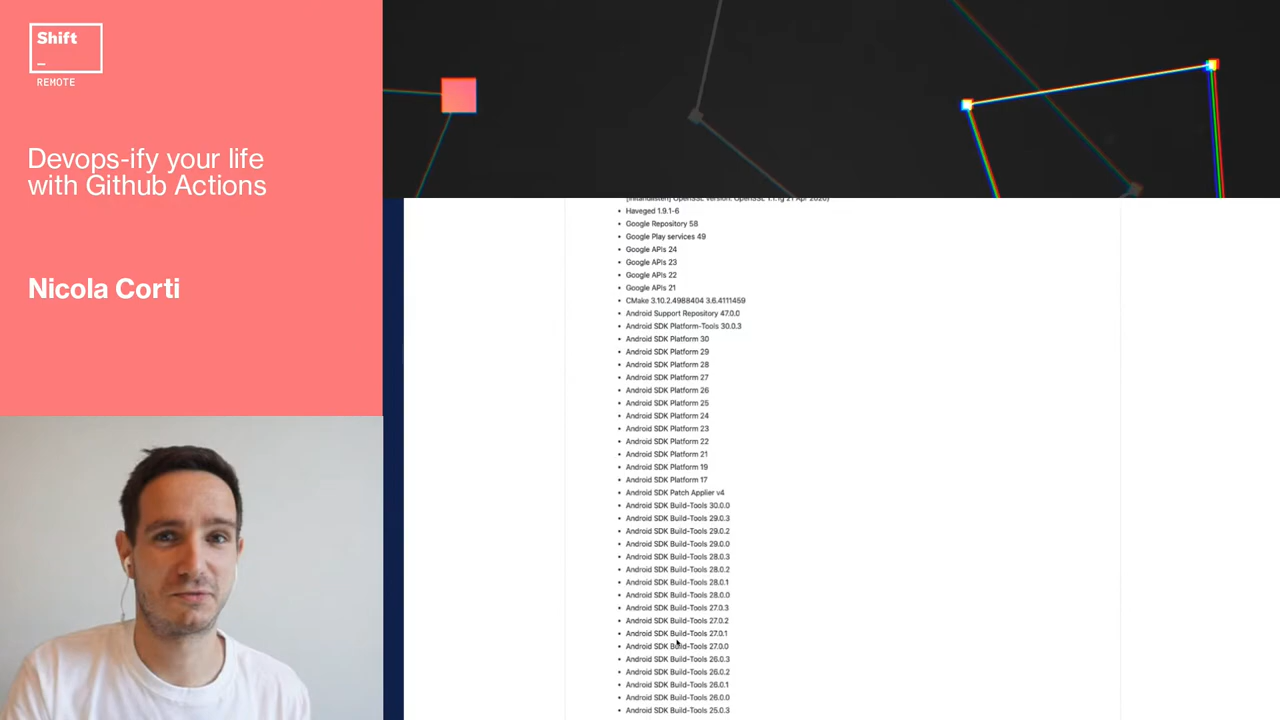 Shift
_
REMOTE
Devops-ify your life
with Github Actions
Nicola Corti
OpenSSL 1.1.1g 21 Apr 2020)
• Haveged 1.9.1-6
• Google Repository 58
• Google Play services 49
• Google APIs 24
• Google APIs 23
• Google APIs 22
• Google APIs 21
• CMake 3.10.2.4988404 3.6.4111459
• Android Support Repository 47.0.0
• Android SDK Platform-Tools 30.0.3
• Android SDK Platform 30
• Android SDK Platform 29
• Android SDK Platform 28
• Android SDK Platform 27
• Android SDK Platform 26
• Android SDK Platform 25
• Android SDK Platform 24
• Android SDK Platform 23
• Android SDK Platform 22
• Android SDK Platform 21
• Android SDK Platform 19
• Android SDK Platform 17
• Android SDK Patch Applier v4
• Android SDK Build-Tools 30.0.0
• Android SDK Build-Tools 29.0.3
• Android SDK Build-Tools 29.0.2
• Android SDK Build-Tools 29.0.0
• Android SDK Build-Tools 28.0.3
• Android SDK Build-Tools 28.0.2
• Android SDK Build-Tools 28.0.1
• Android SDK Build-Tools 28.0.0
• Android SDK Build-Tools 27.0.3
• Android SDK Build-Tools 27.0.2
• Android SDK Build-Tools 27.0.1
• Android SDK Build-Tools 27.0.0
• Android SDK Build-Tools 26.0.3
• Android SDK Build-Tools 26.0.2
• Android SDK Build-Tools 26.0.1
• Android SDK Build-Tools 26.0.0
• Android SDK Build-Tools 25.0.3